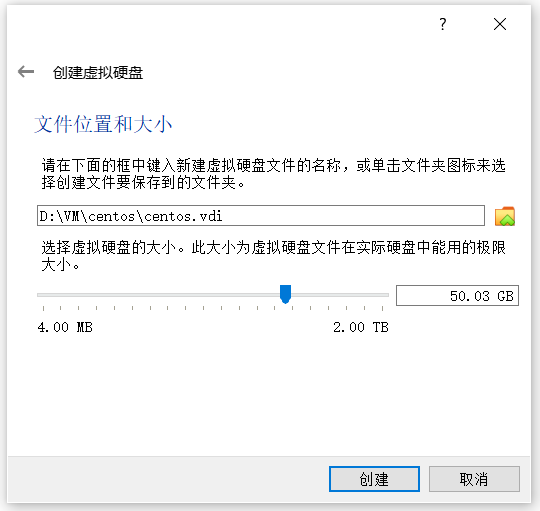 ?
创建虚拟硬盘
文件位置和大小
请在下面的框中键入新建虚拟硬盘文件的名称，或单击文件夹图标来选
择创建文件要保存到的文件夹。
D:\VM\centos\centos.vdi
选择虚拟硬盘的大小。此大小为虚拟硬盘文件在实际硬盘中能用的极限
大小。
50.03 GB
4.00 MB 2.00 TB
创建 取消